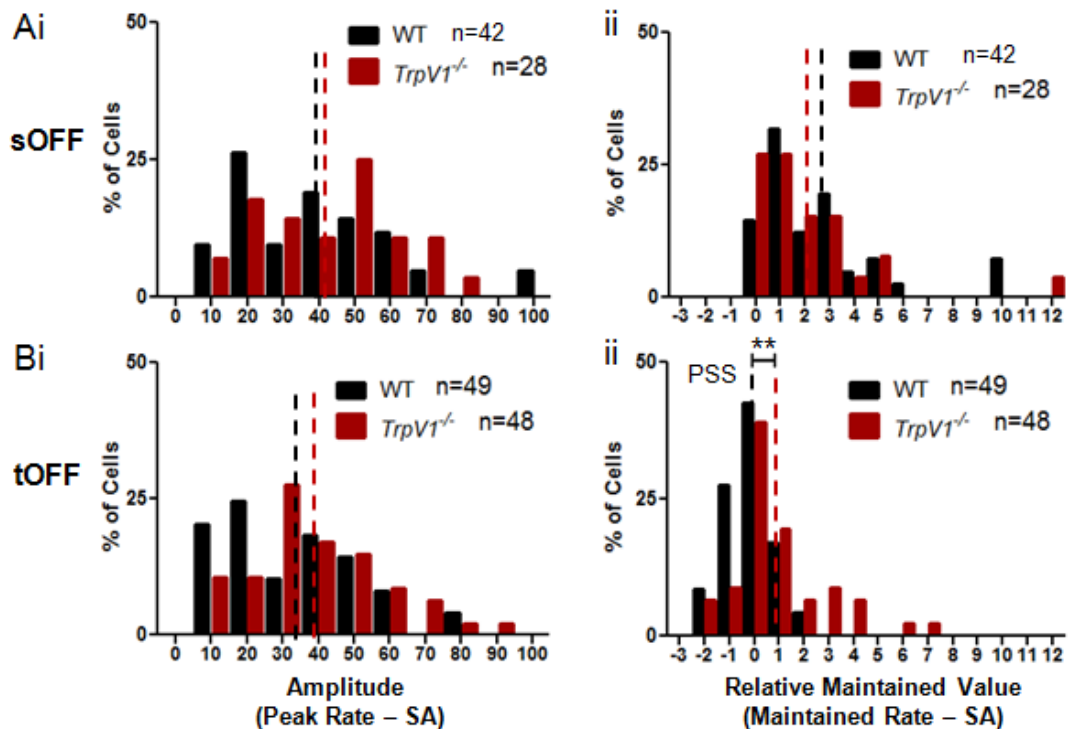 Ai
sOFF
% of Cells
50
25
0
WT n=42
TrpV1-/- n=28
0 10 20 30 40 50 60 70 80 90 100
ii
% of Cells
50
25
0
WT n=42
TrpV1-/- n=28
-3 -2 -1 0 1 2 3 4 5 6 7 8 9 10 11 12
Bi
tOFF
% of Cells
50
25
0
WT n=49
TrpV1-/- n=48
0 10 20 30 40 50 60 70 80 90 100
Amplitude
(Peak Rate – SA)
ii
% of Cells
50
25
0
PSS
**
WT n=49
TrpV1-/- n=48
-3 -2 -1 0 1 2 3 4 5 6 7 8 9 10 11 12
Relative Maintained Value
(Maintained Rate – SA)